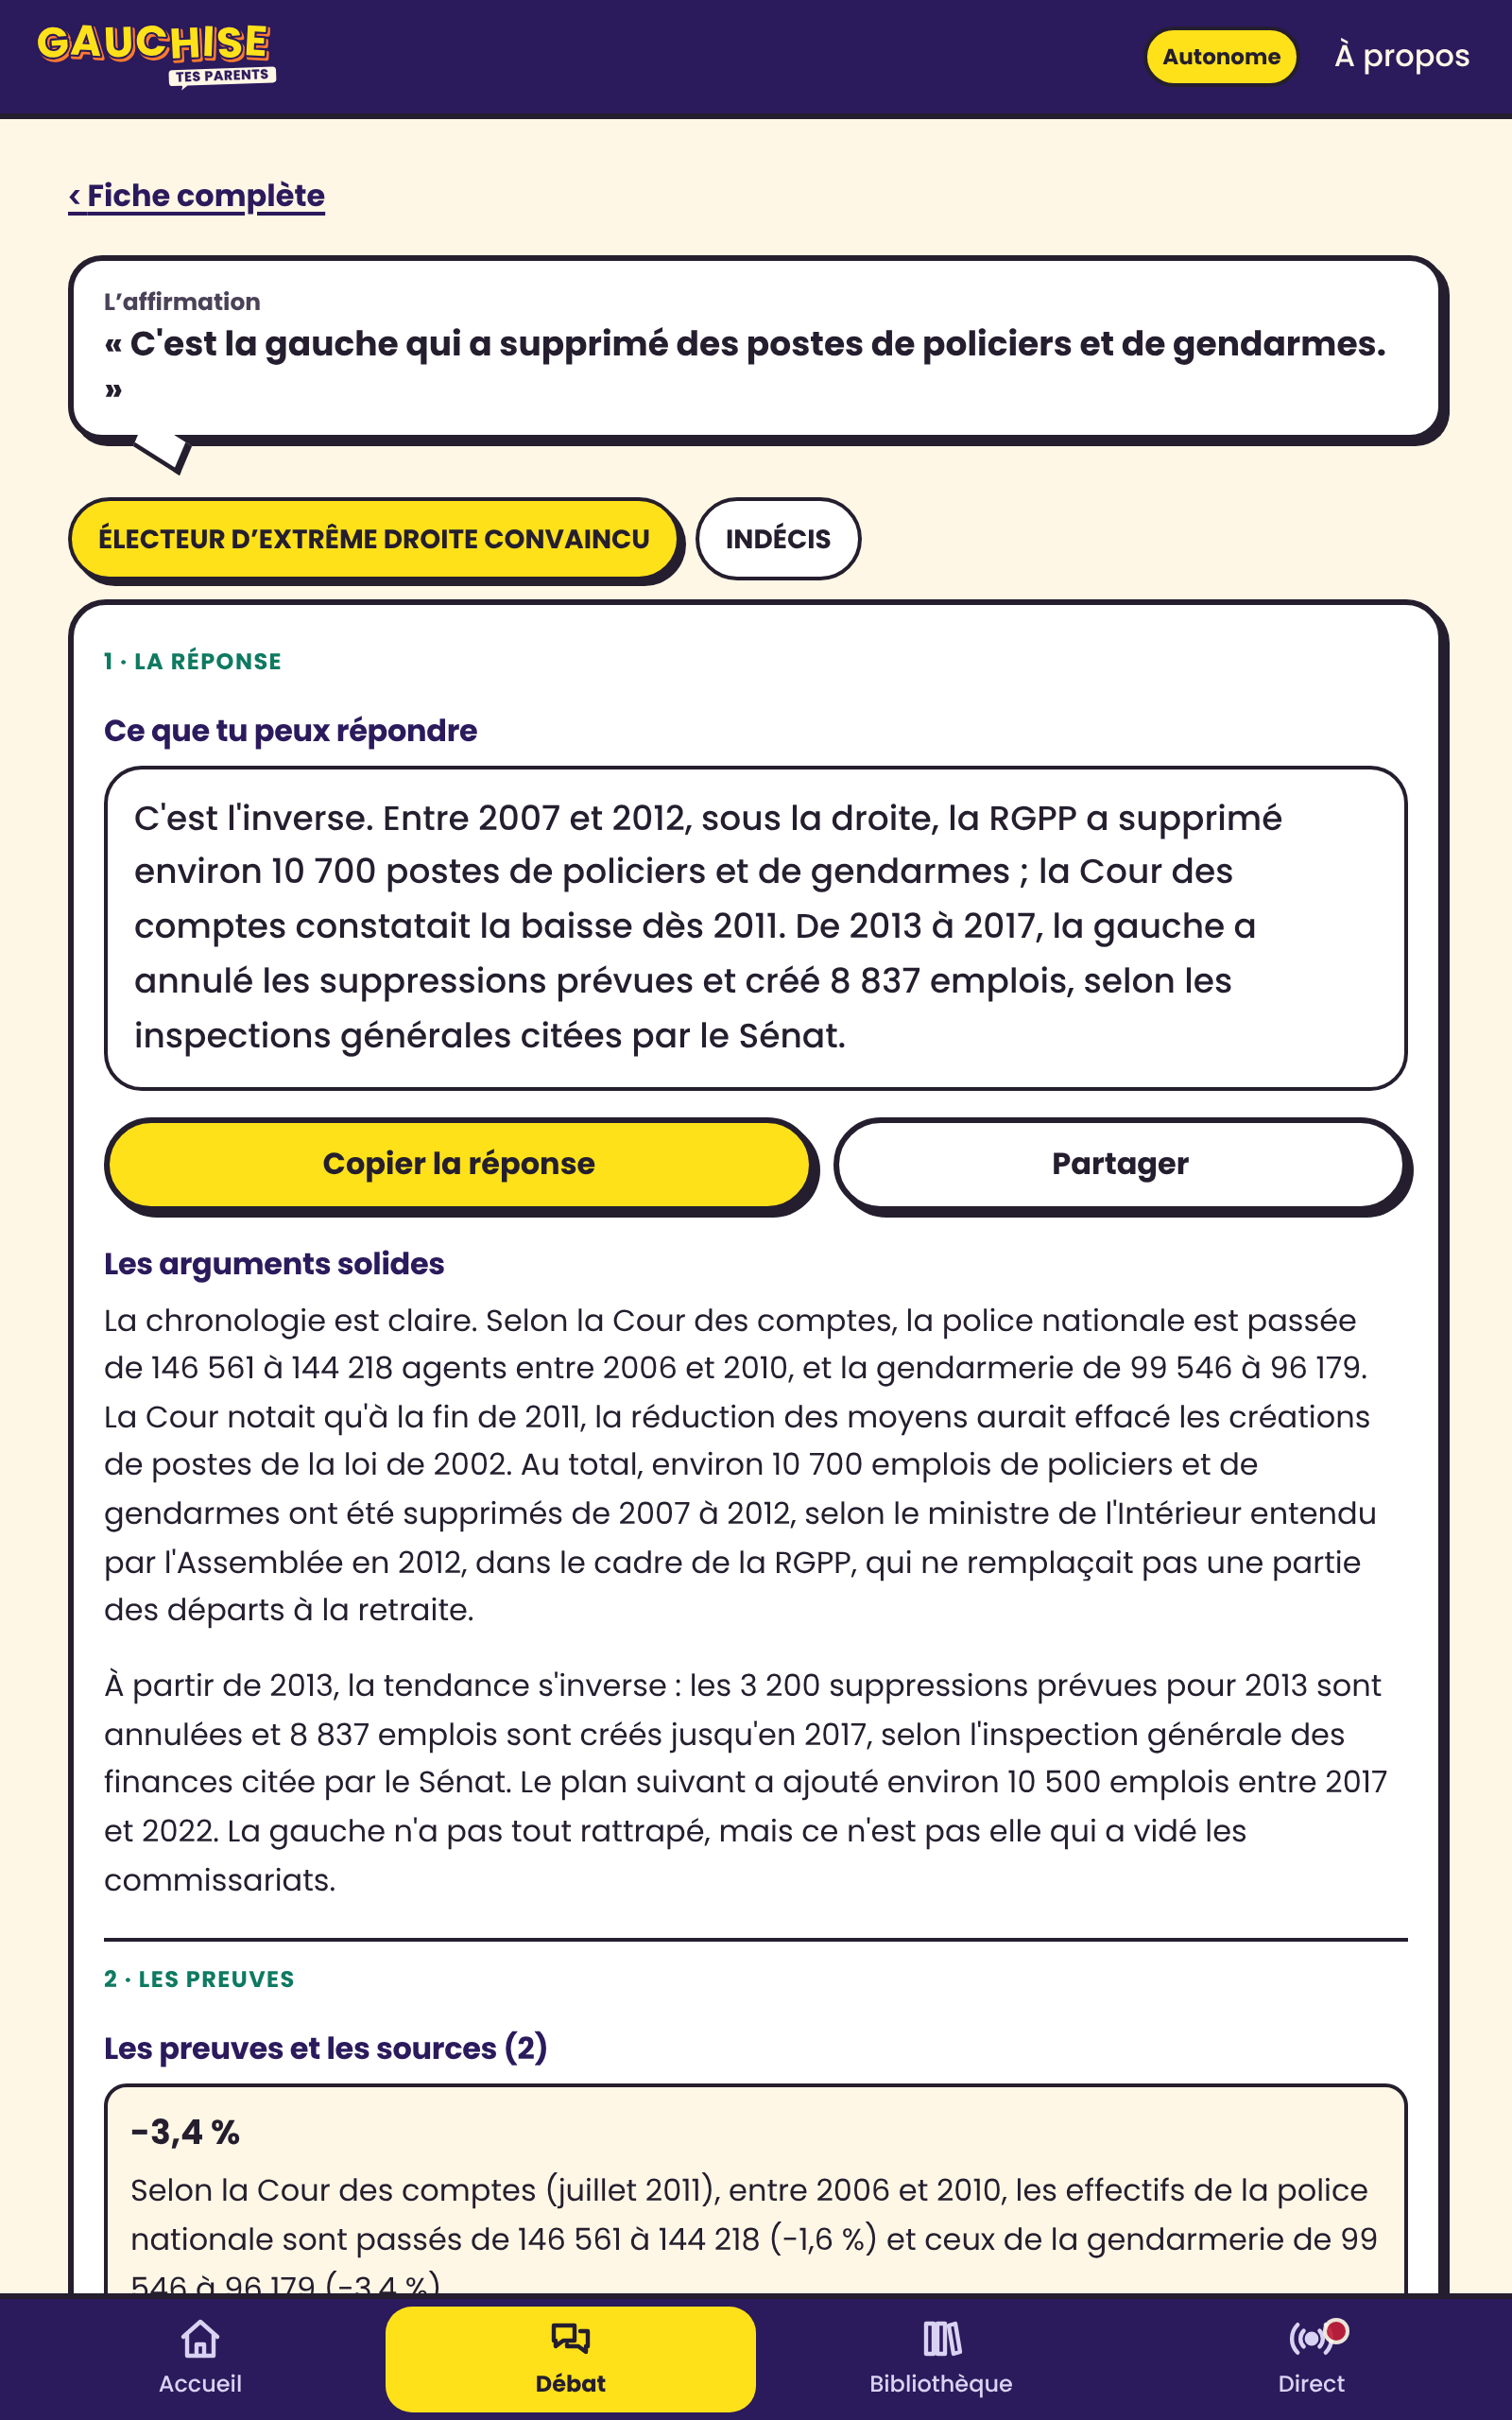 GAUCHISE
TES PARENTS
Autonome
À propos
‹ Fiche complète
L’affirmation
« C'est la gauche qui a supprimé des postes de policiers et de gendarmes.
»
ÉLECTEUR D’EXTRÊME DROITE CONVAINCU
INDÉCIS
1 · LA RÉPONSE
Ce que tu peux répondre
C'est l'inverse. Entre 2007 et 2012, sous la droite, la RGPP a supprimé
environ 10 700 postes de policiers et de gendarmes ; la Cour des
comptes constatait la baisse dès 2011. De 2013 à 2017, la gauche a
annulé les suppressions prévues et créé 8 837 emplois, selon les
inspections générales citées par le Sénat.
Copier la réponse
Partager
Les arguments solides
La chronologie est claire. Selon la Cour des comptes, la police nationale est passée
de 146 561 à 144 218 agents entre 2006 et 2010, et la gendarmerie de 99 546 à 96 179.
La Cour notait qu'à la fin de 2011, la réduction des moyens aurait effacé les créations
de postes de la loi de 2002. Au total, environ 10 700 emplois de policiers et de
gendarmes ont été supprimés de 2007 à 2012, selon le ministre de l'Intérieur entendu
par l'Assemblée en 2012, dans le cadre de la RGPP, qui ne remplaçait pas une partie
des départs à la retraite.
À partir de 2013, la tendance s'inverse : les 3 200 suppressions prévues pour 2013 sont
annulées et 8 837 emplois sont créés jusqu'en 2017, selon l'inspection générale des
finances citée par le Sénat. Le plan suivant a ajouté environ 10 500 emplois entre 2017
et 2022. La gauche n'a pas tout rattrapé, mais ce n'est pas elle qui a vidé les
commissariats.
2 · LES PREUVES
Les preuves et les sources (2)
-3,4 %
Selon la Cour des comptes (juillet 2011), entre 2006 et 2010, les effectifs de la police
nationale sont passés de 146 561 à 144 218 (-1,6 %) et ceux de la gendarmerie de 99
546 à 96 179 (-3,4 %)
Accueil
Débat
Bibliothèque
Direct